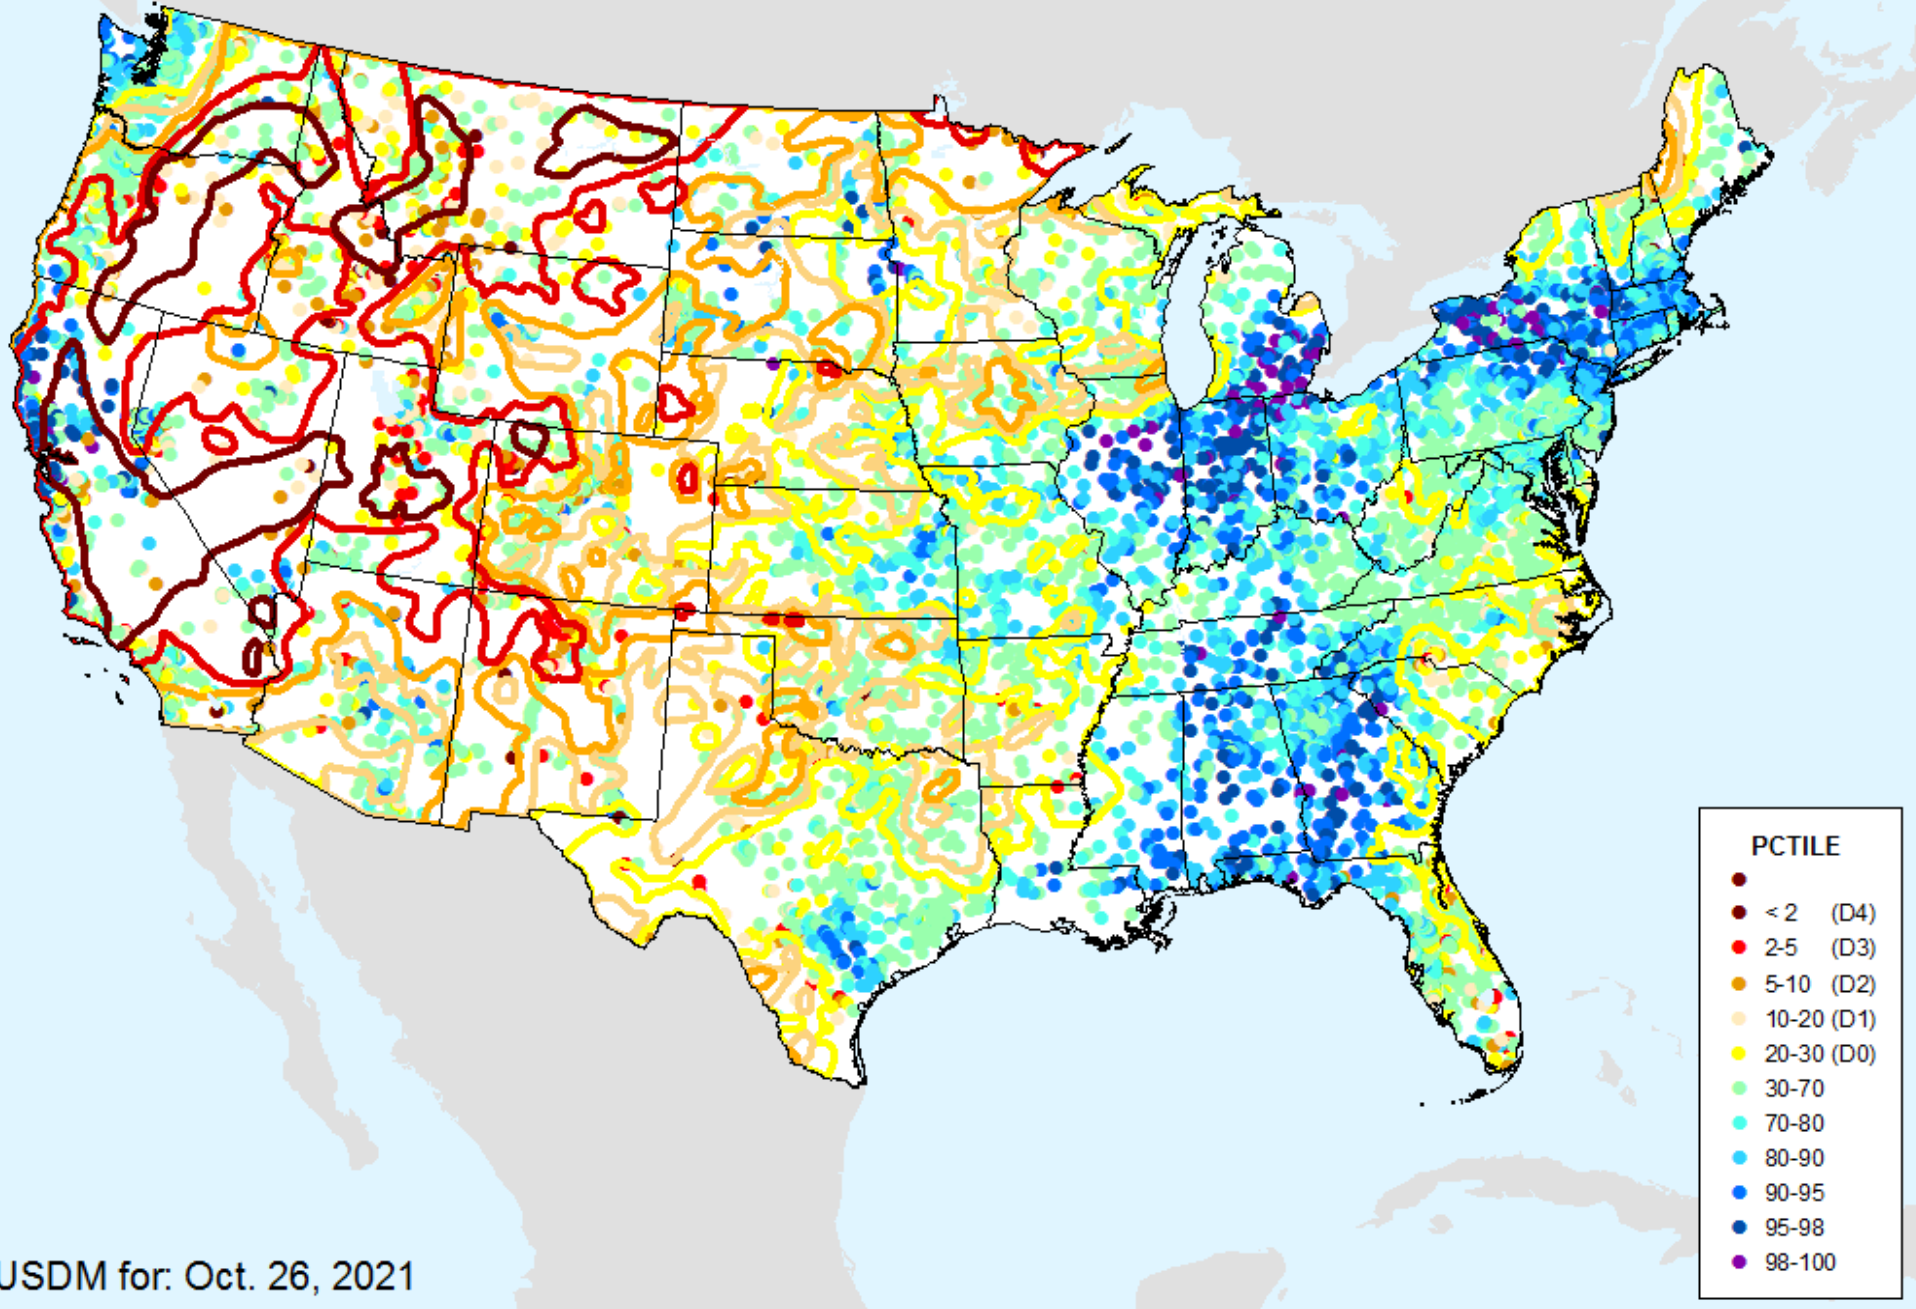 PCTILE
< 2 (D4)
2-5 (D3)
5-10 (D2)
10-20 (D1)
20-30 (D0)
30-70
70-80
80-90
90-95
95-98
98-100
USDM for: Oct. 26, 2021